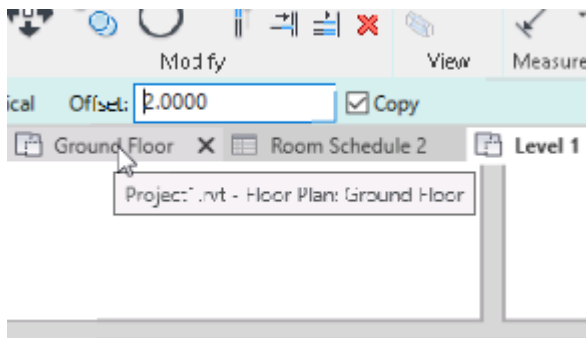 Modify View Measure
ical Offset: 2.0000 Copy
Ground Floor Room Schedule 2 Level 1
Project1.rvt - Floor Plan: Ground Floor